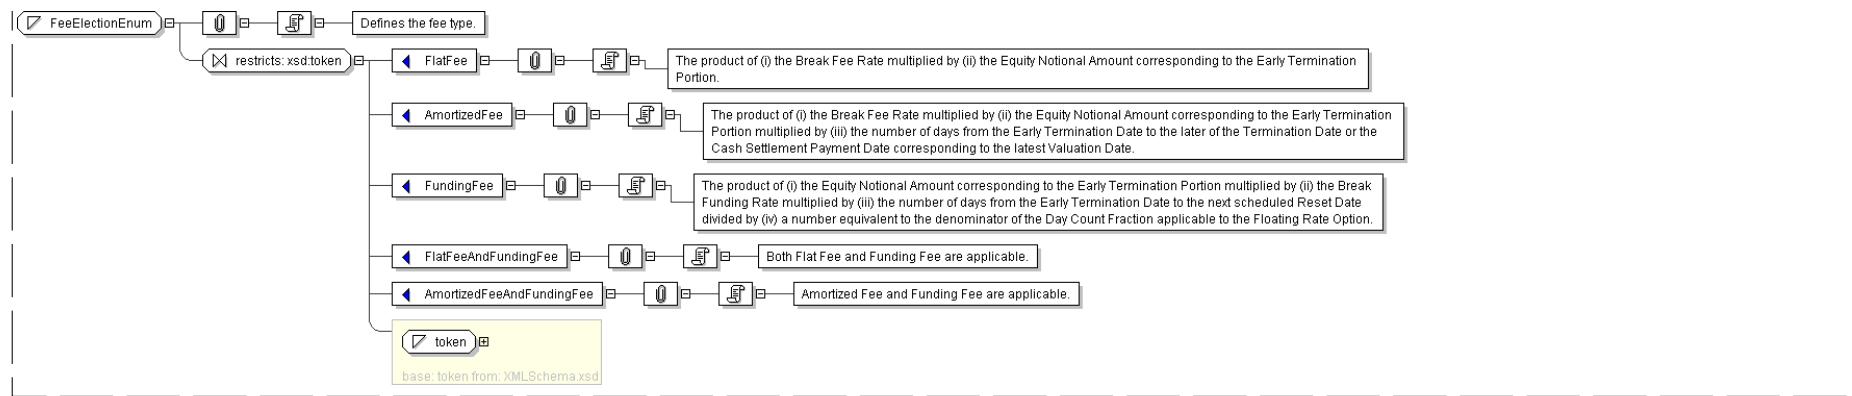 FeeElectionEnum
Defines the fee type.
restricts: xsd:token
FlatFee
The product of (i) the Break Fee Rate multiplied by (ii) the Equity Notional Amount corresponding to the Early Termination
Portion.
AmortizedFee
The product of (i) the Break Fee Rate multiplied by (ii) the Equity Notional Amount corresponding to the Early Termination
Portion multiplied by (iii) the number of days from the Early Termination Date to the later of the Termination Date or the
Cash Settlement Payment Date corresponding to the latest Valuation Date.
FundingFee
The product of (i) the Equity Notional Amount corresponding to the Early Termination Portion multiplied by (ii) the Break
Funding Rate multiplied by (iii) the number of days from the Early Termination Date to the next scheduled Reset Date
divided by (iv) a number equivalent to the denominator of the Day Count Fraction applicable to the Floating Rate Option.
FlatFeeAndFundingFee
Both Flat Fee and Funding Fee are applicable.
AmortizedFeeAndFundingFee
Amortized Fee and Funding Fee are applicable.
token
base: token from: XMLSchema.xsd